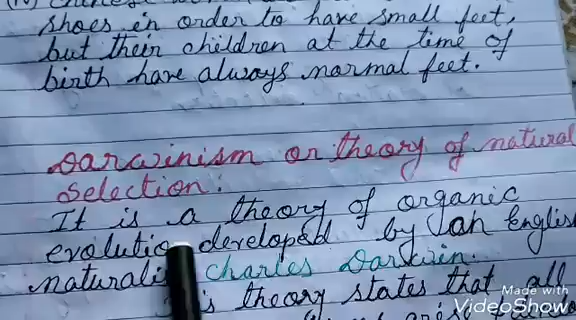 shoes in order to have small feet,
but their children at the time of
birth have always normal feet.
Darwinism or theory of natural
selection:
It is a theory of organic
evolution developed by an English
Charles Darwin.
theory states that all
Made with
VideoShow